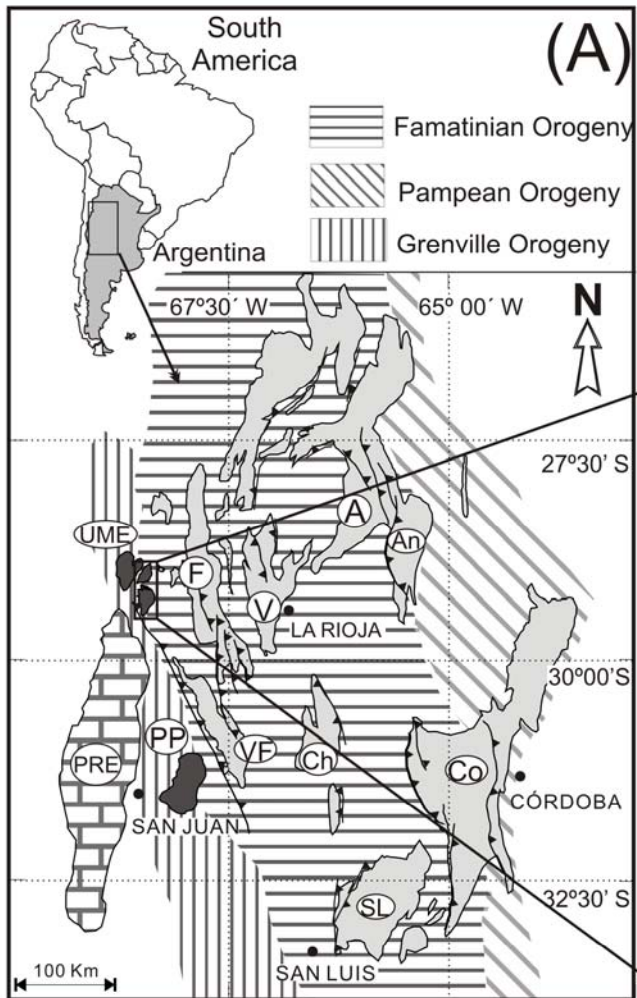 South
America
(A)
Famatinian Orogeny
Pampean Orogeny
Grenville Orogeny
Argentina
67º30´ W
65º 00´ W
N
27º30' S
UME
A
An
F
V
LA RIOJA
30º00'S
PP
PRE
VF
Ch
Co
SAN JUAN
CÓRDOBA
32º30' S
SL
SAN LUIS
100 Km